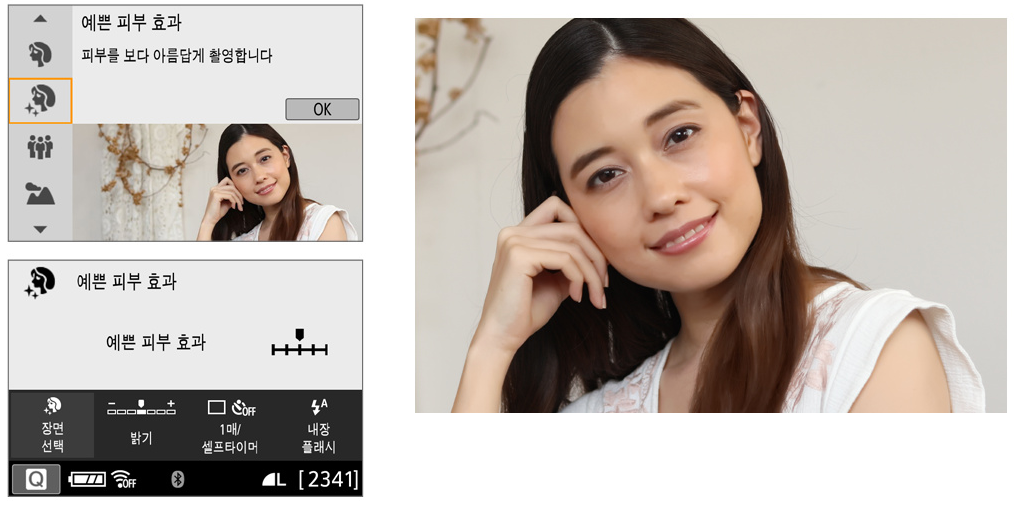 예쁜 피부 효과
피부를 보다 아름답게 촬영합니다
OK
예쁜 피부 효과
예쁜 피부 효과
- +
OFF
A
장면
선택
밝기
1매/
셀프타이머
내장
플래시
Q
OFF
L
[2341]